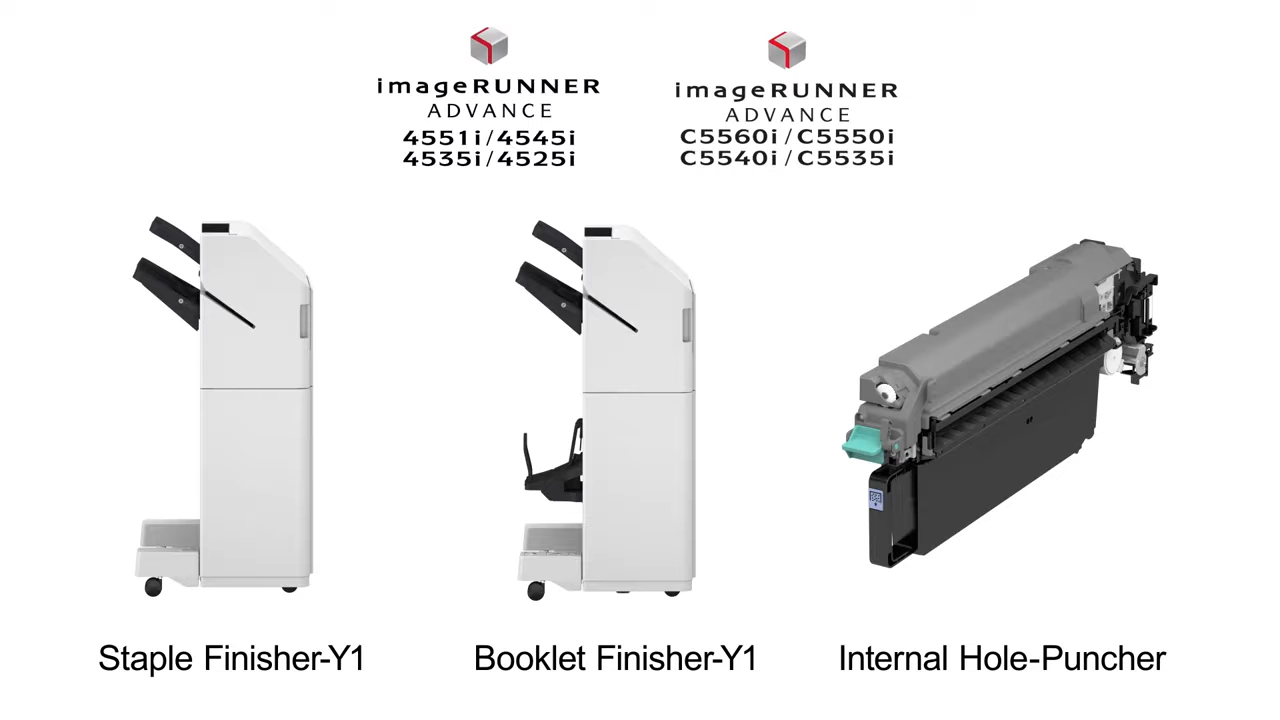 imageRUNNER
ADVANCE
4551i/4545i
4535i/4525i
imageRUNNER
ADVANCE
C5560i/C5550i
C5540i/C5535i
Staple Finisher-Y1
Booklet Finisher-Y1
Internal Hole-Puncher